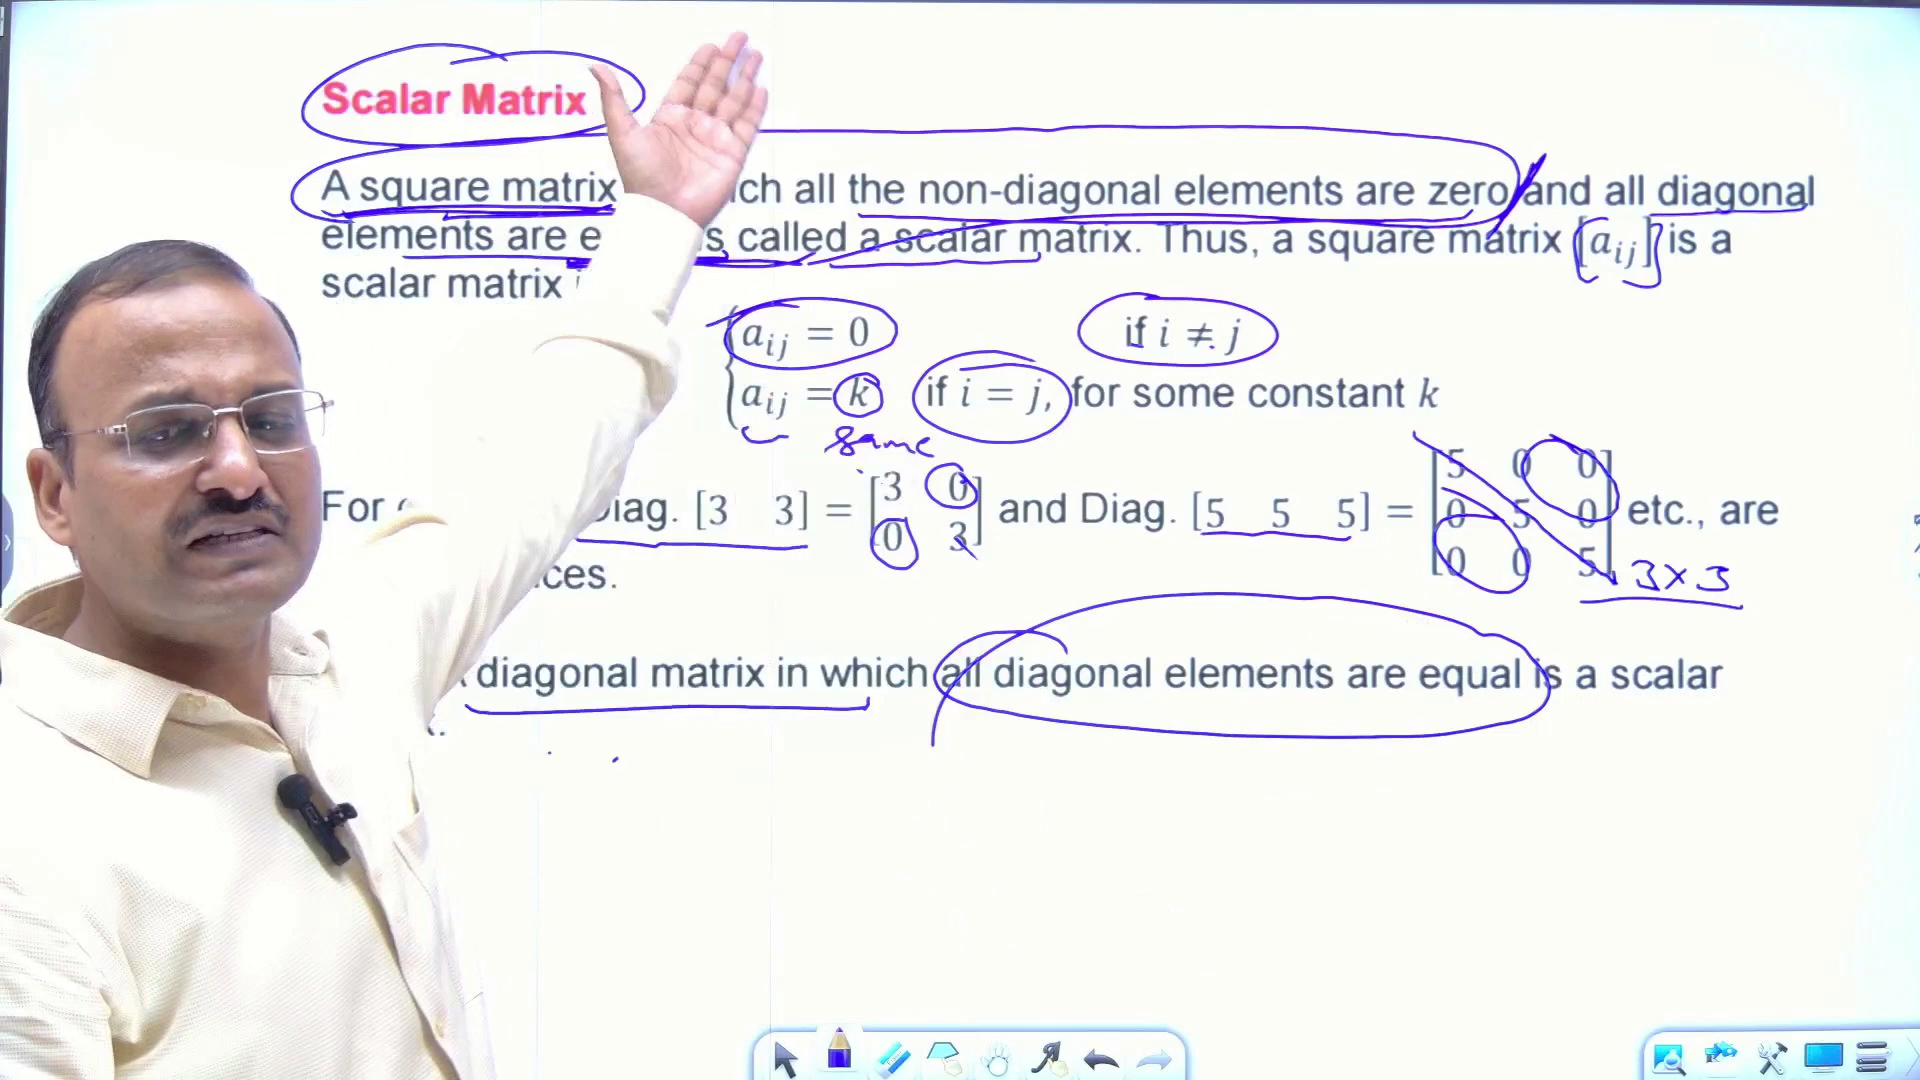 Scalar Matrix
A square matrix all the non-diagonal elements are zero and all diagonal
elements are called a scalar matrix. Thus, a square matrix [aᵢⱼ] is a
scalar matrix
aᵢⱼ = 0 if i ≠ j
aᵢⱼ = k if i = j, for some constant k
same
For Diag. [3 3] = [3 0 and Diag. [5 5 5] = [5 0 0
0 3] 0 5 0 etc., are
0 0 5] 3×3
diagonal matrix in which all diagonal elements are equal is a scalar